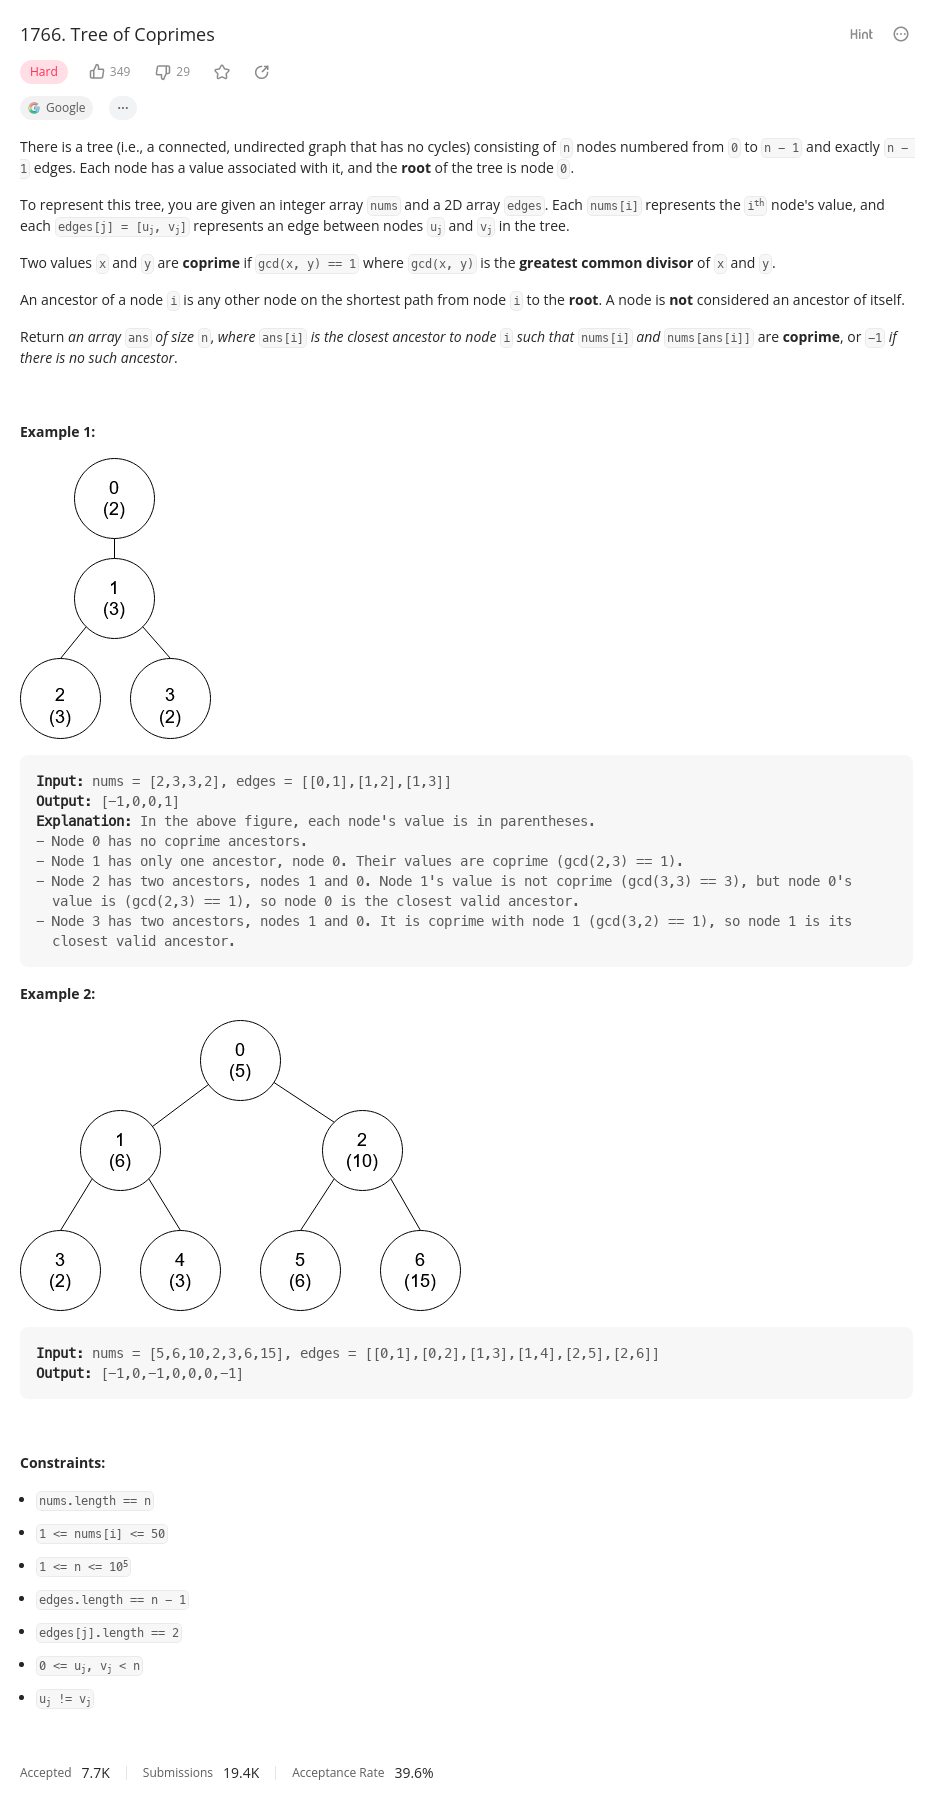 1766. Tree of Coprimes
Hint
Hard 349 29
Google ...
There is a tree (i.e., a connected, undirected graph that has no cycles) consisting of n nodes numbered from 0 to n - 1 and exactly n -
1 edges. Each node has a value associated with it, and the root of the tree is node 0.
To represent this tree, you are given an integer array nums and a 2D array edges. Each nums[i] represents the ith node's value, and
each edges[j] = [uj, vj] represents an edge between nodes uj and vj in the tree.
Two values x and y are coprime if gcd(x, y) == 1 where gcd(x, y) is the greatest common divisor of x and y.
An ancestor of a node i is any other node on the shortest path from node i to the root. A node is not considered an ancestor of itself.
Return an array ans of size n, where ans[i] is the closest ancestor to node i such that nums[i] and nums[ans[i]] are coprime, or -1 if
there is no such ancestor.
Example 1:
0
(2)
1
(3)
2 3
(3) (2)
Input: nums = [2,3,3,2], edges = [[0,1],[1,2],[1,3]]
Output: [-1,0,0,1]
Explanation: In the above figure, each node's value is in parentheses.
- Node 0 has no coprime ancestors.
- Node 1 has only one ancestor, node 0. Their values are coprime (gcd(2,3) == 1).
- Node 2 has two ancestors, nodes 1 and 0. Node 1's value is not coprime (gcd(3,3) == 3), but node 0's
value is (gcd(2,3) == 1), so node 0 is the closest valid ancestor.
- Node 3 has two ancestors, nodes 1 and 0. It is coprime with node 1 (gcd(3,2) == 1), so node 1 is its
closest valid ancestor.
Example 2:
0
(5)
1 2
(6) (10)
3 4 5 6
(2) (3) (6) (15)
Input: nums = [5,6,10,2,3,6,15], edges = [[0,1],[0,2],[1,3],[1,4],[2,5],[2,6]]
Output: [-1,0,-1,0,0,0,-1]
Constraints:
• nums.length == n
• 1 <= nums[i] <= 50
• 1 <= n <= 10⁵
• edges.length == n - 1
• edges[j].length == 2
• 0 <= uj, vj < n
• uj != vj
Accepted 7.7K Submissions 19.4K Acceptance Rate 39.6%